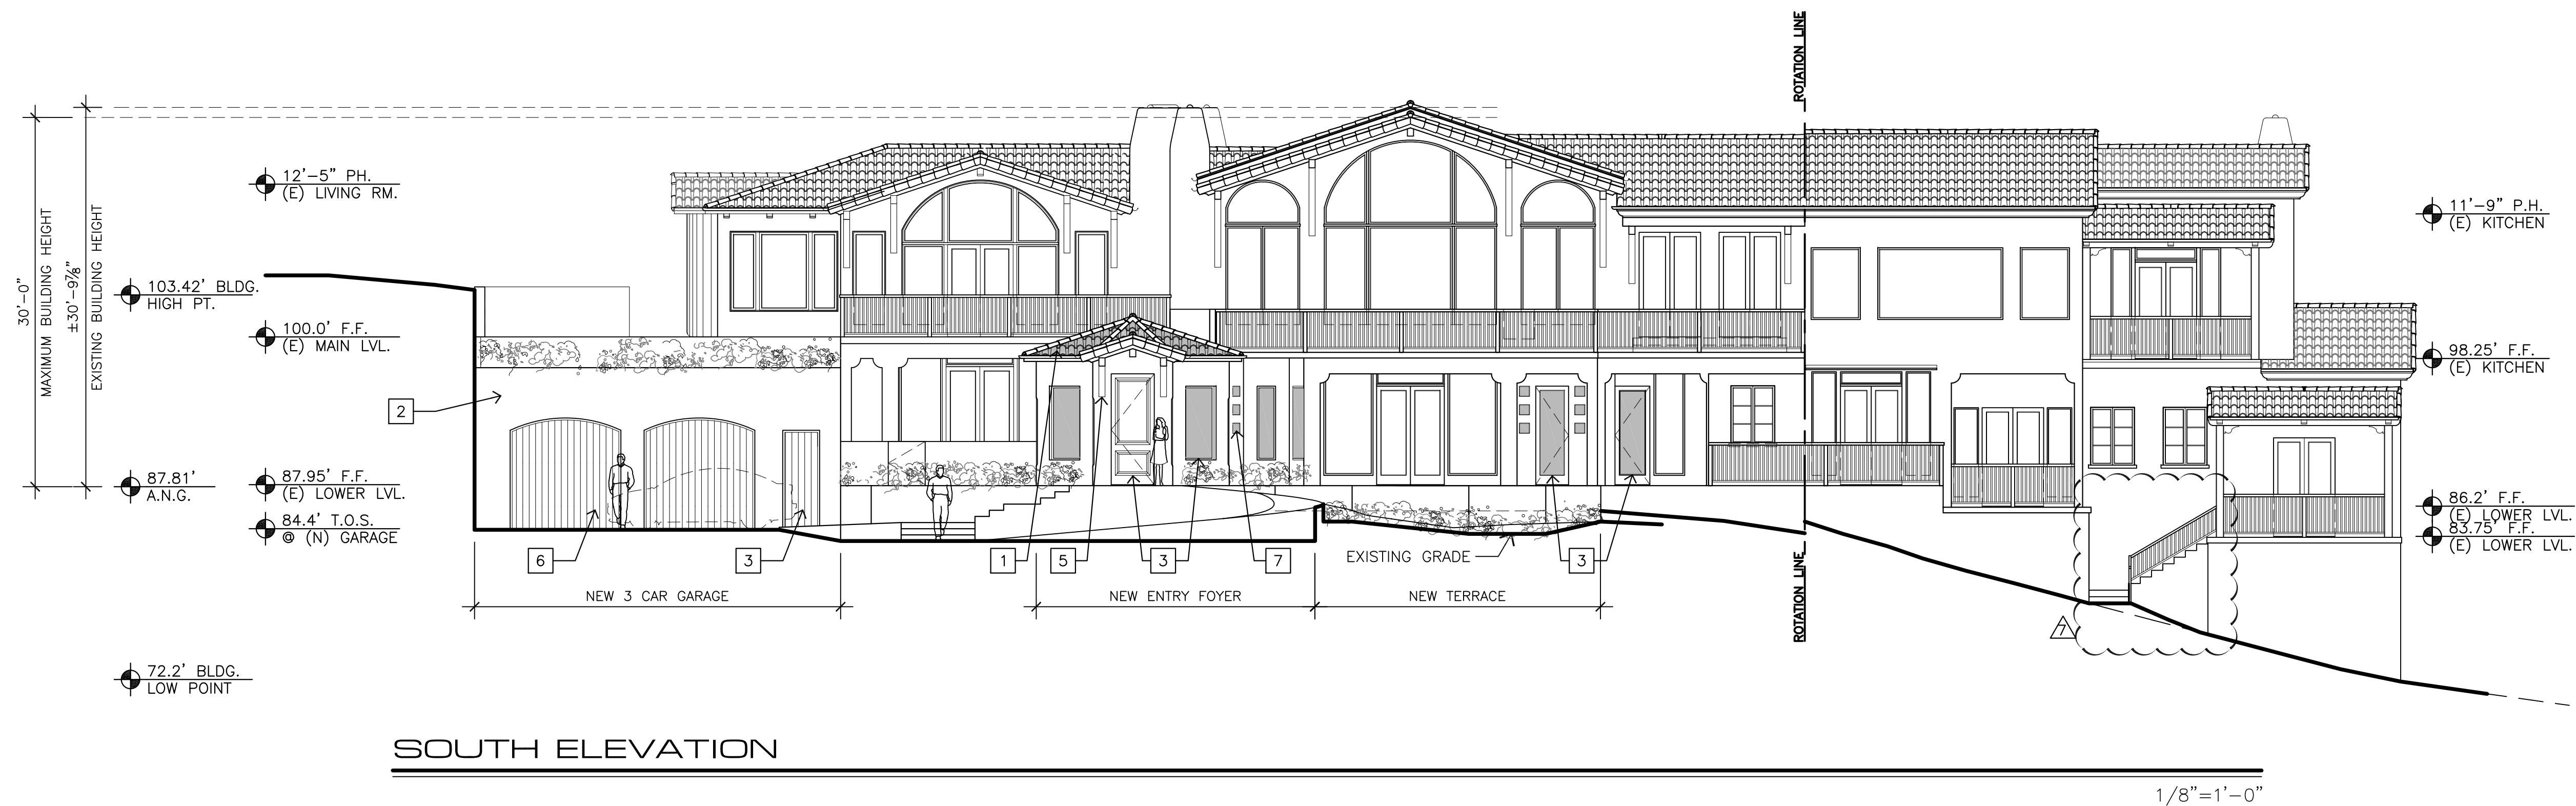 ROTATION LINE
30'-0"
MAXIMUM BUILDING HEIGHT
±30'-9⅞"
EXISTING BUILDING HEIGHT
12'-5" PH.
(E) LIVING RM.
103.42' BLDG.
HIGH PT.
100.0' F.F.
(E) MAIN LVL.
87.81'
A.N.G.
87.95' F.F.
(E) LOWER LVL.
84.4' T.O.S.
@ (N) GARAGE
72.2' BLDG.
LOW POINT
11'-9" P.H.
(E) KITCHEN
98.25' F.F.
(E) KITCHEN
86.2' F.F.
(E) LOWER LVL.
83.75' F.F.
(E) LOWER LVL.
2
6
3
1
5
3
7
EXISTING GRADE
3
NEW 3 CAR GARAGE
NEW ENTRY FOYER
NEW TERRACE
ROTATION LINE
7
SOUTH ELEVATION
1/8"=1'-0"